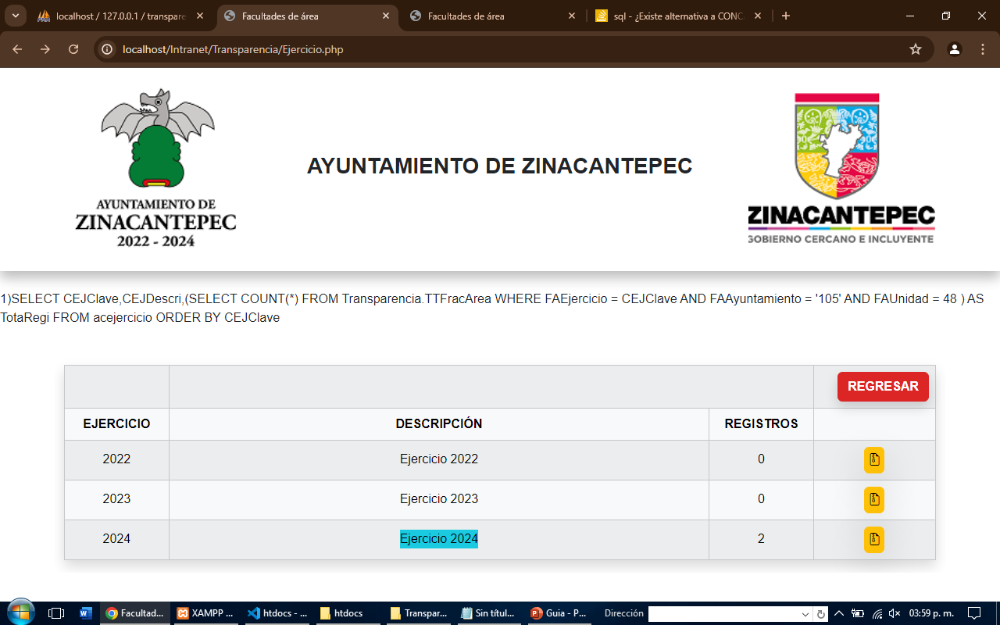 localhost / 127.0.0.1 / transpare
Facultades de área
Facultades de área
sql - ¿Existe alternativa a CONC
localhost/Intranet/Transparencia/Ejercicio.php
AYUNTAMIENTO DE
ZINACANTEPEC
2022 - 2024
AYUNTAMIENTO DE ZINACANTEPEC
ZINACANTEPEC
GOBIERNO CERCANO E INCLUYENTE
1)SELECT CEJClave,CEJDescri,(SELECT COUNT(*) FROM Transparencia.TTFracArea WHERE FAEjercicio = CEJClave AND FAAyuntamiento = '105' AND FAUnidad = 48 ) AS
TotaRegi FROM acejercicio ORDER BY CEJClave
REGRESAR
EJERCICIO DESCRIPCIÓN REGISTROS
2022 Ejercicio 2022 0
2023 Ejercicio 2023 0
2024 Ejercicio 2024 2
Facultad... XAMPP ... htdocs - ... htdocs Transpar... Sin títul... Guia - P... Dirección 03:59 p. m.